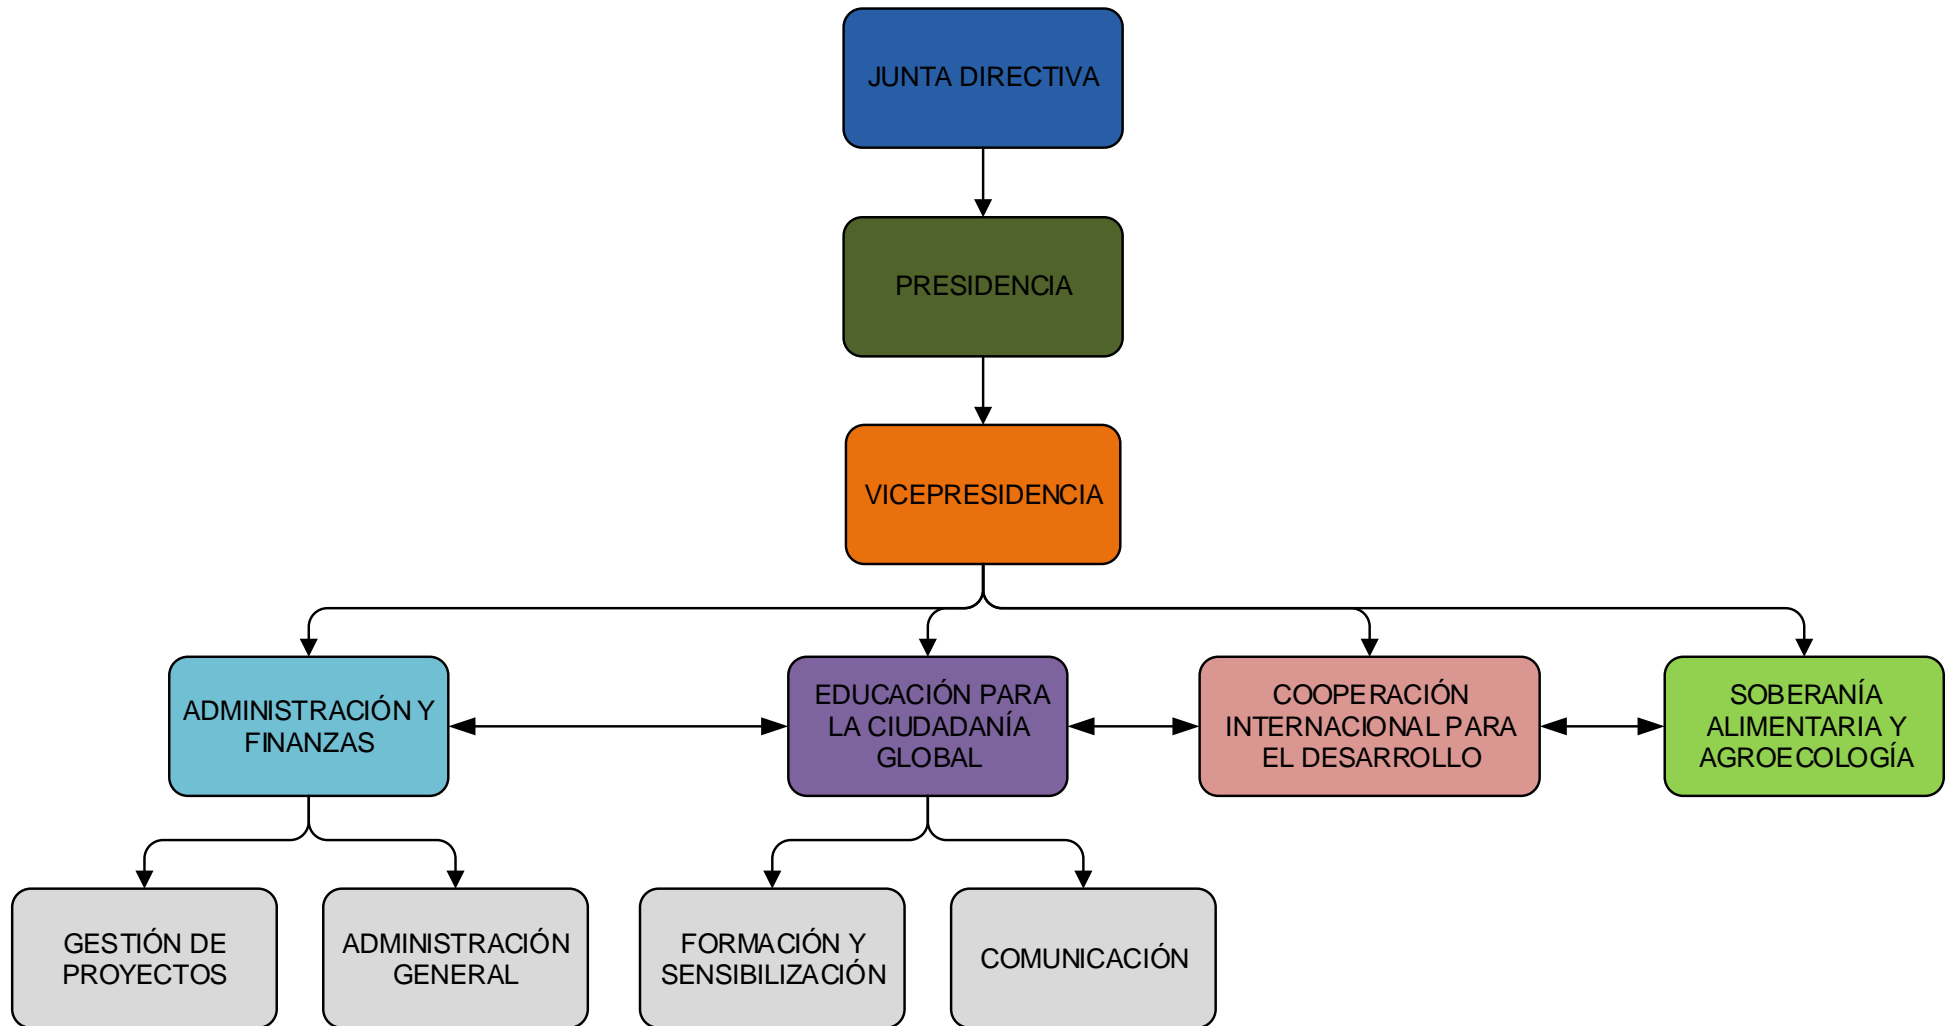 JUNTA DIRECTIVA
PRESIDENCIA
VICEPRESIDENCIA
ADMINISTRACIÓN Y
FINANZAS
EDUCACIÓN PARA
LA CIUDADANÍA
GLOBAL
COOPERACIÓN
INTERNACIONAL PARA
EL DESARROLLO
SOBERANÍA
ALIMENTARIA Y
AGROECOLOGÍA
GESTIÓN DE
PROYECTOS
ADMINISTRACIÓN
GENERAL
FORMACIÓN Y
SENSIBILIZACIÓN
COMUNICACIÓN